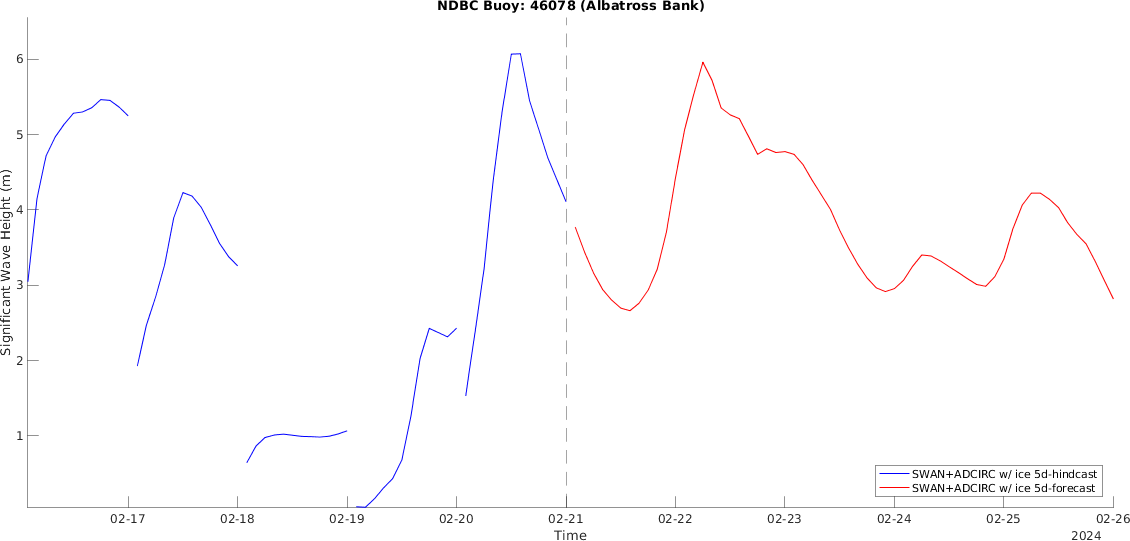 NDBC Buoy: 46078 (Albatross Bank)
Significant Wave Height (m)
6
5
4
3
2
1
SWAN+ADCIRC w/ ice 5d-hindcast
SWAN+ADCIRC w/ ice 5d-forecast
02-17 02-18 02-19 02-20 02-21 02-22 02-23 02-24 02-25 02-26
Time
2024